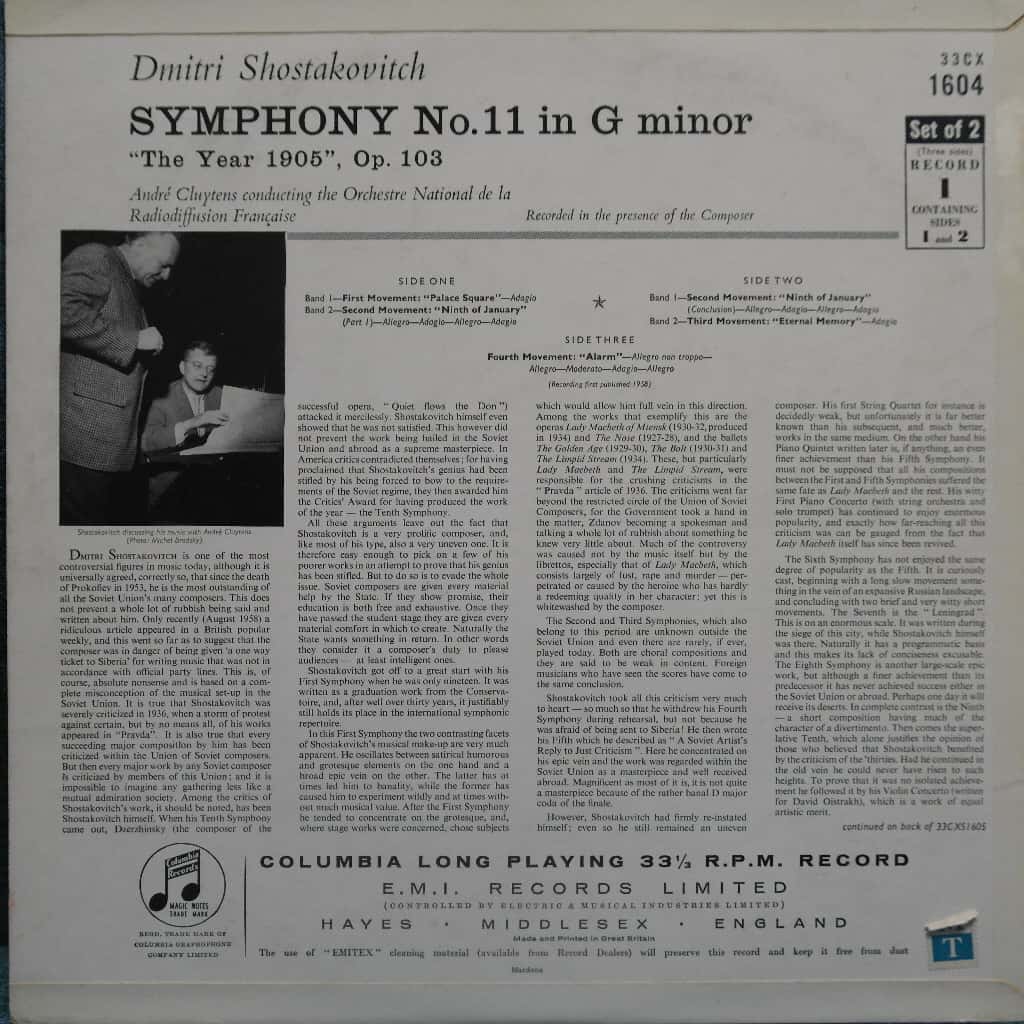 Dmitri Shostakovitch
33CX
1604
SYMPHONY No.11 in G minor
"The Year 1905", Op. 103
André Cluytens conducting the Orchestre National de la
Radiodiffusion Française
Recorded in the presence of the Composer
Set of 2
(Three sides)
RECORD
1
CONTAINING
SIDES
1 and 2
SIDE ONE
Band 1—First Movement: "Palace Square"—Adagio
Band 2—Second Movement: "Ninth of January"
(Part 1)—Allegro—Adagio—Allegro—Adagio
SIDE TWO
Band 1—Second Movement: "Ninth of January"
(Conclusion)—Allegro—Adagio—Allegro—Adagio
Band 2—Third Movement: "Eternal Memory"—Adagio
SIDE THREE
Fourth Movement: "Alarm"—Allegro non troppo—
Allegro—Moderato—Adagio—Allegro
(Recording first published 1958)
Shostakovitch discussing his music with André Cluytens
(Photo: Michel Brodsky)
DMITRI SHOSTAKOVITCH is one of the most
controversial figures in music today, although it is
universally agreed, correctly so, that since the death
of Prokofiev in 1953, he is the most outstanding of
all the Soviet Union's many composers. This does
not prevent a whole lot of rubbish being said and
written about him. Only recently (August 1958) a
ridiculous article appeared in a British popular
weekly, and this went so far as to suggest that the
composer was in danger of being given 'a one way
ticket to Siberia' for writing music that was not in
accordance with official party lines. This is, of
course, absolute nonsense and is based on a com-
plete misconception of the musical set-up in the
Soviet Union. It is true that Shostakovitch was
severely criticized in 1936, when a storm of protest
against certain, but by no means all, of his works
appeared in "Pravda". It is also true that every
succeeding major composition by him has been
criticized within the Union of Soviet composers.
But then every major work by any Soviet composer
is criticized by members of this Union; and it is
impossible to imagine any gathering less like a
mutual admiration society. Among the critics of
Shostakovitch's work, it should be noted, has been
Shostakovitch himself. When his Tenth Symphony
came out, Dzerzhinsky (the composer of the
successful opera, "Quiet flows the Don")
attacked it mercilessly. Shostakovitch himself even
showed that he was not satisfied. This however did
not prevent the work being hailed in the Soviet
Union and abroad as a supreme masterpiece. In
America critics contradicted themselves; for having
proclaimed that Shostakovitch's genius had been
stifled by his being forced to bow to the require-
ments of the Soviet regime, they then awarded him
the Critics' Award for having produced the work
of the year — the Tenth Symphony.
All these arguments leave out the fact that
Shostakovitch is a very prolific composer, and,
like most of his type, also a very uneven one. It is
therefore easy enough to pick on a few of his
poorer works in an attempt to prove that his genius
has been stifled. But to do so is to evade the whole
issue. Soviet composers are given every material
help by the State. If they show promise, their
education is both free and exhaustive. Once they
have passed the student stage they are given every
material comfort in which to create. Naturally the
State wants something in return. In other words
they consider it a composer's duty to please
audiences — at least intelligent ones.
Shostakovitch got off to a great start with his
First Symphony when he was only nineteen. It was
written as a graduation work from the Conserva-
toire, and, after well over thirty years, it justifiably
still holds its place in the international symphonic
repertoire.
In this First Symphony the two contrasting facets
of Shostakovitch's musical make-up are very much
apparent. He oscillates between satirical humorous
and grotesque elements on the one hand and a
broad epic vein on the other. The latter has at
times led him to banality, while the former has
caused him to experiment wildly and at times with-
out much musical value. After the First Symphony
he tended to concentrate on the grotesque, and,
where stage works were concerned, chose subjects
which would allow him full vein in this direction.
Among the works that exemplify this are the
operas Lady Macbeth of Mtensk (1930-32, produced
in 1934) and The Nose (1927-28), and the ballets
The Golden Age (1929-30), The Bolt (1930-31) and
The Limpid Stream (1934). These, but particularly
Lady Macbeth and The Limpid Stream, were
responsible for the crushing criticisms in the
"Pravda" article of 1936. The criticisms went far
beyond the restricted circle of the Union of Soviet
Composers, for the Government took a hand in
the matter, Zdanov becoming a spokesman and
talking a whole lot of rubbish about something he
knew very little about. Much of the controversy
was caused not by the music itself but by the
librettos, especially that of Lady Macbeth, which
consists largely of lust, rape and murder — per-
petrated or caused by the heroine who has hardly
a redeeming quality in her character; yet this is
whitewashed by the composer.
The Second and Third Symphonies, which also
belong to this period are unknown outside the
Soviet Union and even there are rarely, if ever,
played today. Both are choral compositions and
they are said to be weak in content. Foreign
musicians who have seen the scores have come to
the same conclusion.
Shostakovitch took all this criticism very much
to heart — so much so that he withdrew his Fourth
Symphony during rehearsal, but not because he
was afraid of being sent to Siberia! He then wrote
his Fifth which he described as "A Soviet Artist's
Reply to Just Criticism". Here he concentrated on
his epic vein and the work was regarded within the
Soviet Union as a masterpiece and well received
abroad. Magnificent as most of it is, it is not quite
a masterpiece because of the rather banal D major
coda of the finale.
However, Shostakovitch had firmly re-instated
himself; even so he still remained an uneven
composer. His first String Quartet for instance is
decidedly weak, but unfortunately it is far better
known than his subsequent, and much better,
works in the same medium. On the other hand his
Piano Quintet written later is, if anything, an even
finer achievement than his Fifth Symphony. It
must not be supposed that all his compositions
between the First and Fifth Symphonies suffered the
same fate as Lady Macbeth and the rest. His witty
First Piano Concerto (with string orchestra and
solo trumpet) has continued to enjoy enormous
popularity, and exactly how far-reaching all this
criticism was can be gauged from the fact that
Lady Macbeth itself has since been revived.
The Sixth Symphony has not enjoyed the same
degree of popularity as the Fifth. It is curiously
cast, beginning with a long slow movement some-
thing in the vein of an expansive Russian landscape,
and concluding with two brief and very witty short
movements. The Seventh is the "Leningrad".
This is on an enormous scale. It was written during
the siege of this city, while Shostakovitch himself
was there. Naturally it has a programmatic basis
and this makes its lack of conciseness excusable.
The Eighth Symphony is another large-scale epic
work, but although a finer achievement than its
predecessor it has never achieved success either in
the Soviet Union or abroad. Perhaps one day it will
receive its deserts. In complete contrast is the Ninth
— a short composition having much of the
character of a divertimento. Then comes the super-
lative Tenth, which alone justifies the opinion of
those who believed that Shostakovitch benefited
by the criticism of the 'thirties. Had he continued in
the old vein he could never have risen to such
heights. To prove that it was no isolated achieve-
ment he followed it by his Violin Concerto (written
for David Oistrakh), which is a work of equal
artistic merit.
continued on back of 33CXS1605
Columbia
Records
MAGIC NOTES
TRADE MARK
REGD. TRADE MARK OF
COLUMBIA GRAPHOPHONE
COMPANY LIMITED
COLUMBIA LONG PLAYING 33⅓ R.P.M. RECORD
E.M.I. RECORDS LIMITED
(CONTROLLED BY ELECTRIC & MUSICAL INDUSTRIES LIMITED)
HAYES · MIDDLESEX · ENGLAND
Made and Printed in Great Britain
The use of "EMITEX" cleaning material (available from Record Dealers) will preserve this record and keep it free from dust
Mardons
T